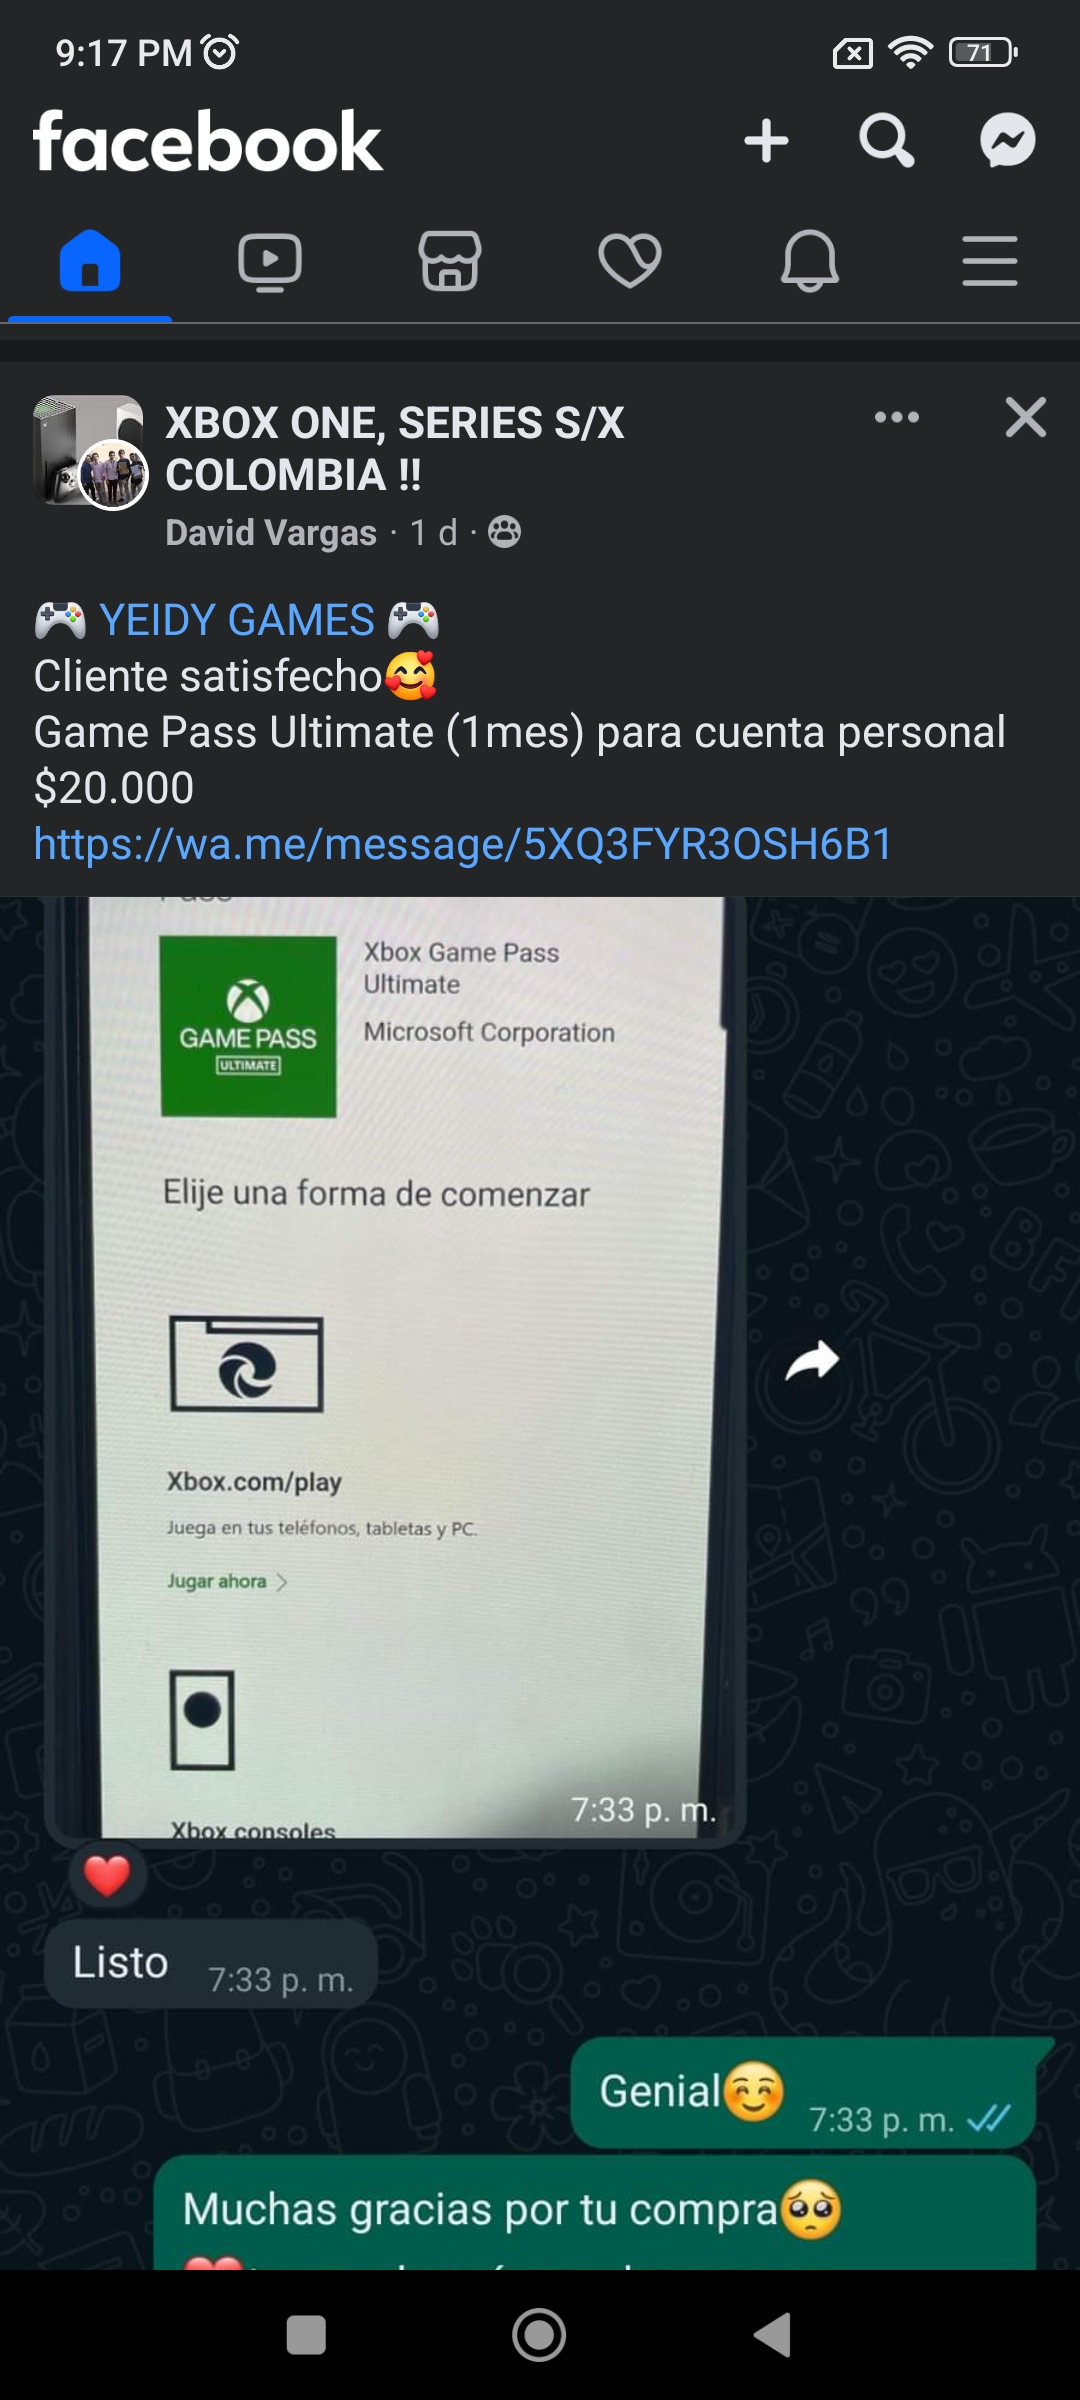 9:17 PM
71
facebook
XBOX ONE, SERIES S/X
COLOMBIA !!
David Vargas · 1 d ·
🎮 YEIDY GAMES 🎮
Cliente satisfecho🥰
Game Pass Ultimate (1mes) para cuenta personal
$20.000
https://wa.me/message/5XQ3FYR3OSH6B1
Xbox Game Pass
Ultimate
Microsoft Corporation
GAME PASS
ULTIMATE
Elije una forma de comenzar
Xbox.com/play
Juega en tus teléfonos, tabletas y PC.
Jugar ahora >
Xbox consoles
7:33 p. m.
❤️
Listo 7:33 p. m.
Genial☺️ 7:33 p. m.
Muchas gracias por tu compra🥺